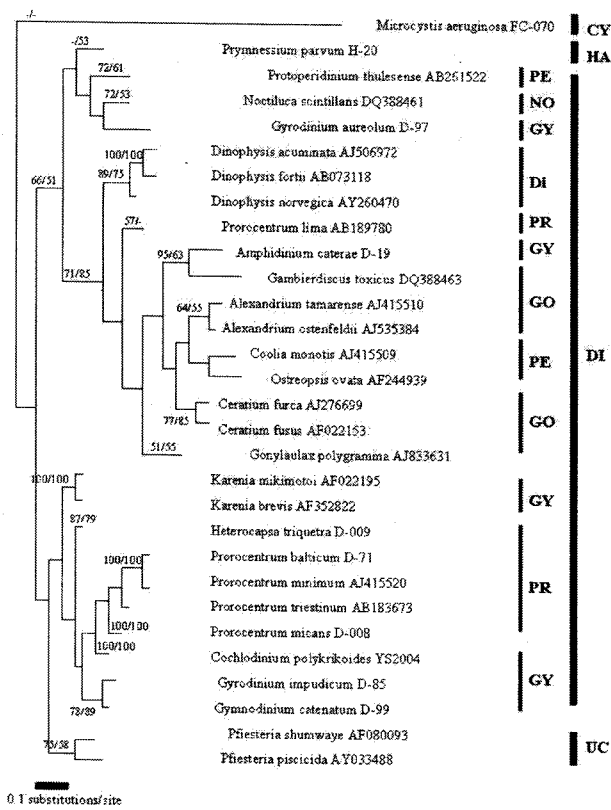 -/-
Microcystis aeruginosa FC-070
CY
-/53
Prymnessium parvum H-20
HA
72/61
Protoperidinium thulesense AB261522
PE
72/53
Noctiluca scintillans DQ388461
NO
Gyrodinium aureolum D-97
GY
100/100
Dinophysis acuminata AJ506972
89/75
Dinophysis fortii AB073118
Di
66/51
Dinophysis norvegica AY260470
57/-
Prorocentrum lima AB189780
PR
95/63
Amphidinium caterae D-19
GY
71/85
Gambierdiscus toxicus DQ388463
64/55
Alexandrium tamarense AJ415510
GO
Alexandrium ostenfeldii AJ535384
Coolia monotis AJ415509
PE
DI
Ostreopsis ovata AF244939
Ceratium furca AJ276699
77/85
Ceratium fusus AF022153
GO
51/55
Gonylaulax polygramma AJ833631
100/100
Karenia mikimotoi AF022195
GY
Karenia brevis AF352822
87/79
Heterocapsa triquetra D-009
100/100
Prorocentrum balticum D-71
Prorocentrum minimum AJ415520
PR
Prorocentrum triestinum AB183673
100/100
Prorocentrum micans D-008
100/100
Cochlodinium polykrikoides YS2004
Gyrodinium impudicum D-85
GY
78/89
Gymnodinium catenatum D-99
Pfiesteria shumwaye AF080093
75/58
UC
Pfiesteria piscicida AY033488
0.1 substitutions/site